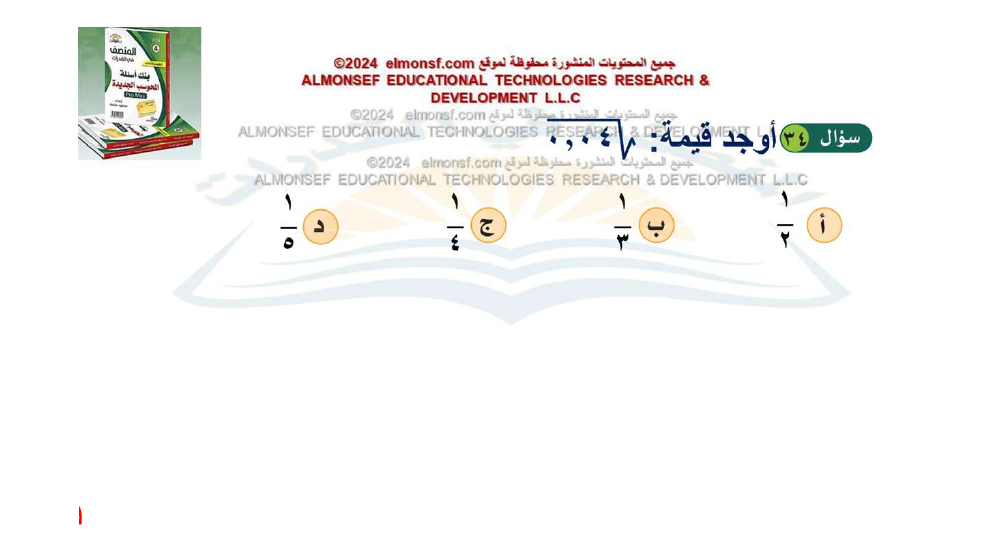 المنصف
في القدرات
بنك أسئلة
المحوسب الجديدة
جميع المحتويات المنشورة محفوظة لموقع elmonsf.com ©2024
ALMONSEF EDUCATIONAL TECHNOLOGIES RESEARCH &
DEVELOPMENT L.L.C
جميع المحتويات المنشورة محفوظة لموقع elmonsf.com ©2024
ALMONSEF EDUCATIONAL TECHNOLOGIES RESEARCH & DEVELOPMENT L.L.C
سؤال ٣٤ أوجد قيمة: √٠,٠٤
جميع المحتويات المنشورة محفوظة لموقع elmonsf.com ©2024
ALMONSEF EDUCATIONAL TECHNOLOGIES RESEARCH & DEVELOPMENT L.L.C
أ ١/٢ ب ١/٣ ج ١/٤ د ١/٥